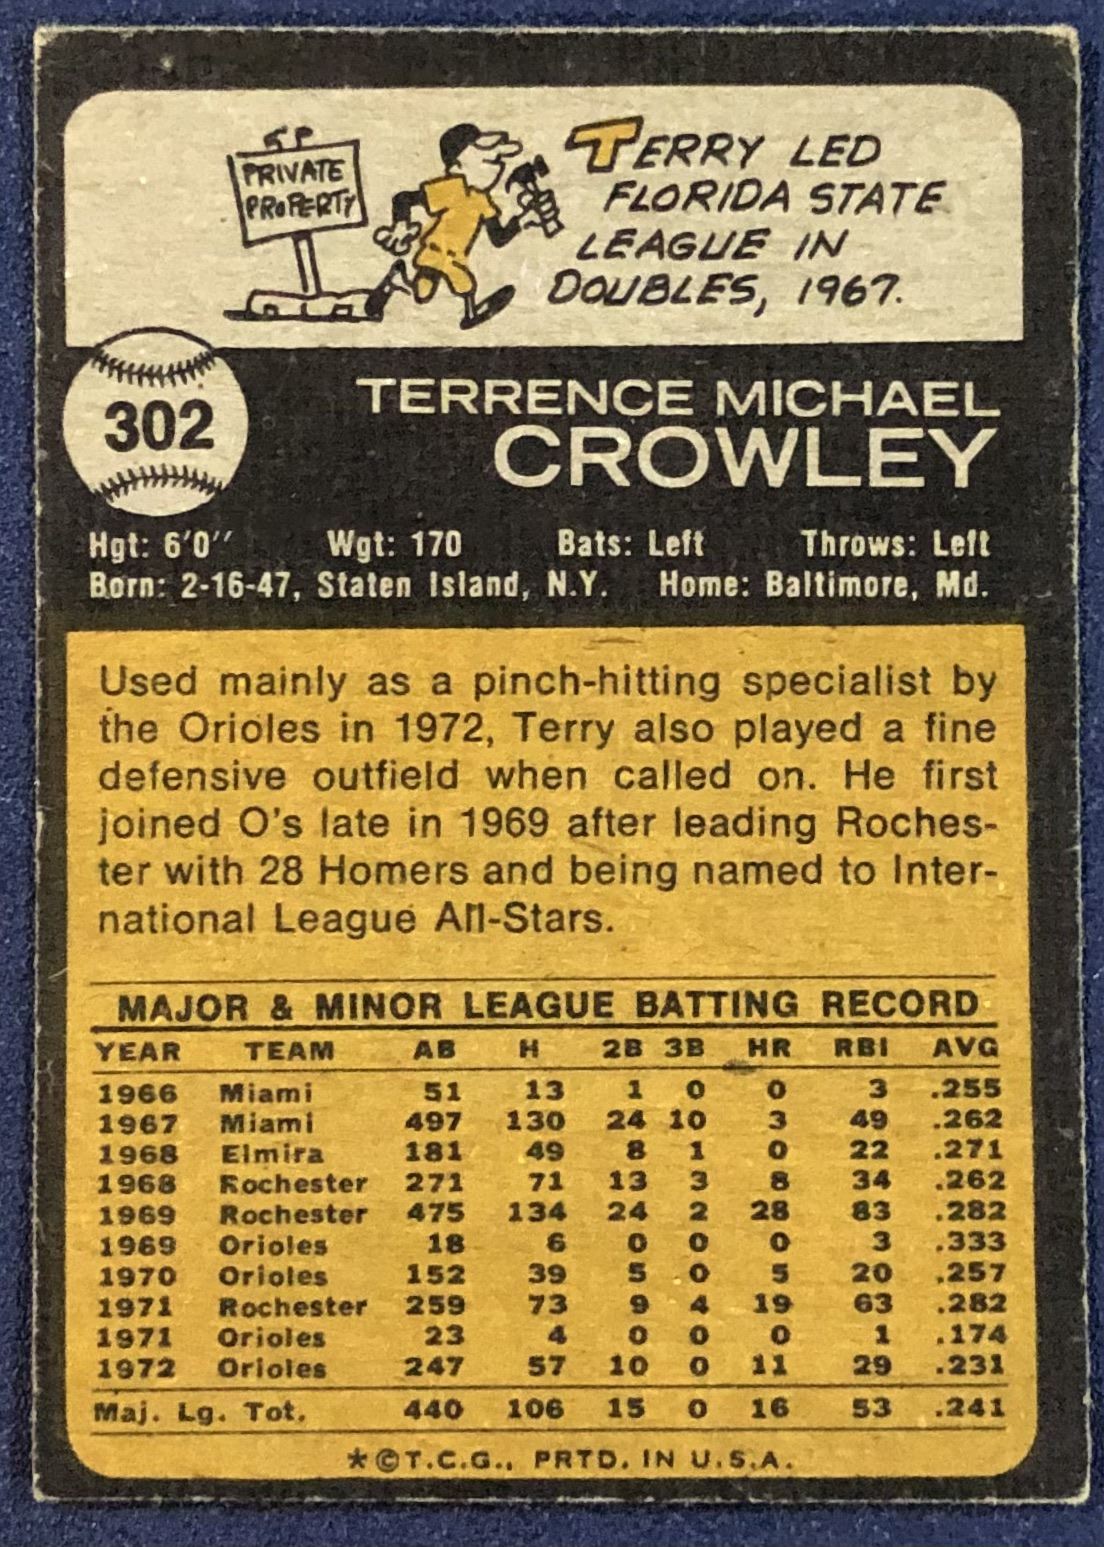 PRIVATE
PROPERTY
TERRY LED
FLORIDA STATE
LEAGUE IN
DOUBLES, 1967.
302
TERRENCE MICHAEL
CROWLEY
Hgt: 6'0'' Wgt: 170 Bats: Left Throws: Left
Born: 2-16-47, Staten Island, N.Y. Home: Baltimore, Md.
Used mainly as a pinch-hitting specialist by
the Orioles in 1972, Terry also played a fine
defensive outfield when called on. He first
joined O's late in 1969 after leading Roches-
ter with 28 Homers and being named to Inter-
national League All-Stars.
MAJOR & MINOR LEAGUE BATTING RECORD
YEAR TEAM AB H 2B 3B HR RBI AVG
1966 Miami 51 13 1 0 0 3 .255
1967 Miami 497 130 24 10 3 49 .262
1968 Elmira 181 49 8 1 0 22 .271
1968 Rochester 271 71 13 3 8 34 .262
1969 Rochester 475 134 24 2 28 83 .282
1969 Orioles 18 6 0 0 0 3 .333
1970 Orioles 152 39 5 0 5 20 .257
1971 Rochester 259 73 9 4 19 63 .282
1971 Orioles 23 4 0 0 0 1 .174
1972 Orioles 247 57 10 0 11 29 .231
Maj. Lg. Tot. 440 106 15 0 16 53 .241
*©T.C.G., PRTD. IN U.S.A.